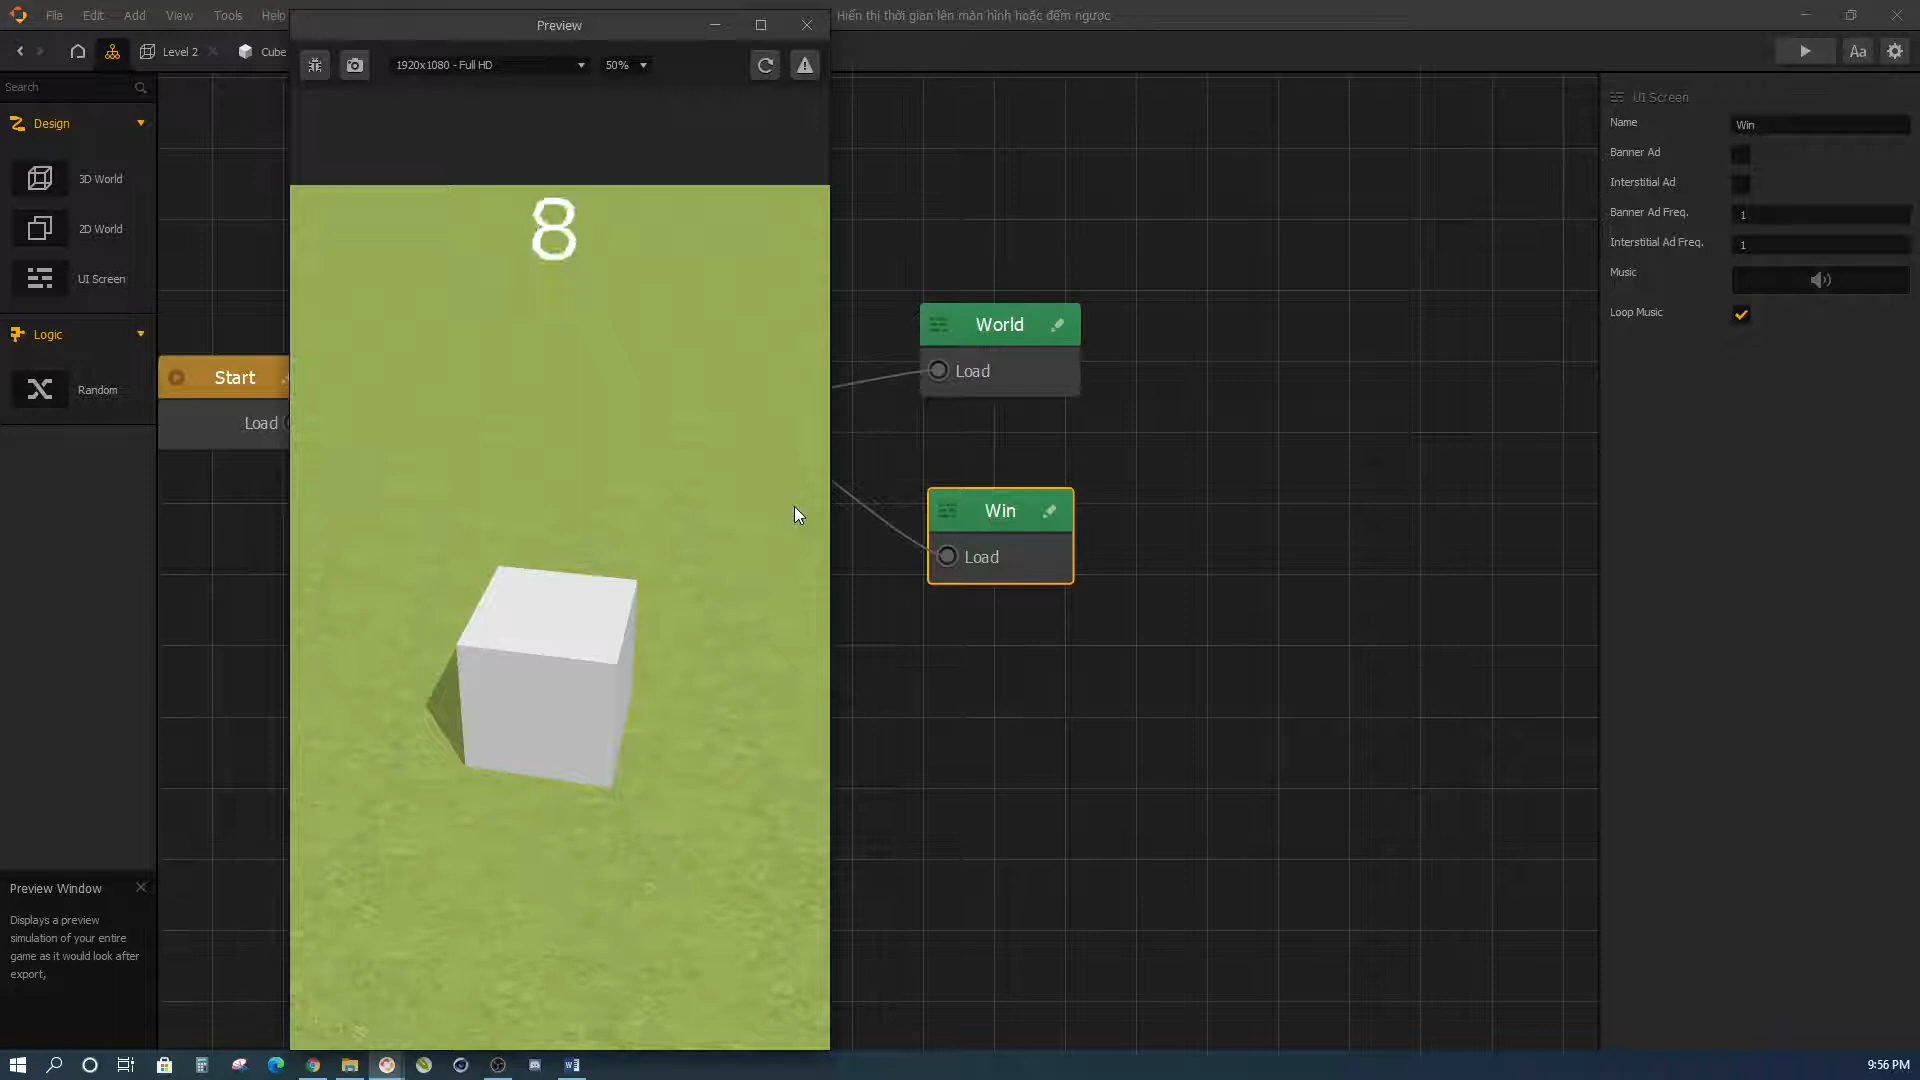 File Edit Add View Tools Help
Preview
Hiển thị thời gian lên màn hình hoặc đếm ngược
Level 2
Cube
1920x1080 - Full HD
50%
Aa
Search
Design
3D World
2D World
UI Screen
Logic
Random
Start
Load
8
World
Load
Win
Load
UI Screen
Name
Win
Banner Ad
Interstitial Ad
Banner Ad Freq.
1
Interstitial Ad Freq.
1
Music
Loop Music
Preview Window
Displays a preview
simulation of your entire
game as it would look after
export,
9:56 PM